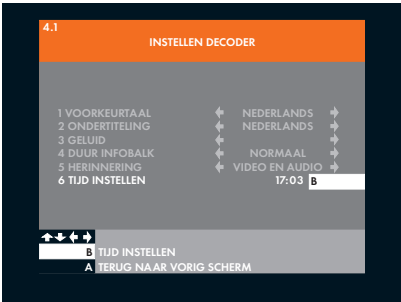 4.1
INSTELLEN DECODER
1 VOORKEURTAAL NEDERLANDS
2 ONDERTITELING NEDERLANDS
3 GELUID
4 DUUR INFOBALK NORMAAL
5 HERINNERING VIDEO EN AUDIO
6 TIJD INSTELLEN 17:03 B
B TIJD INSTELLEN
A TERUG NAAR VORIG SCHERM